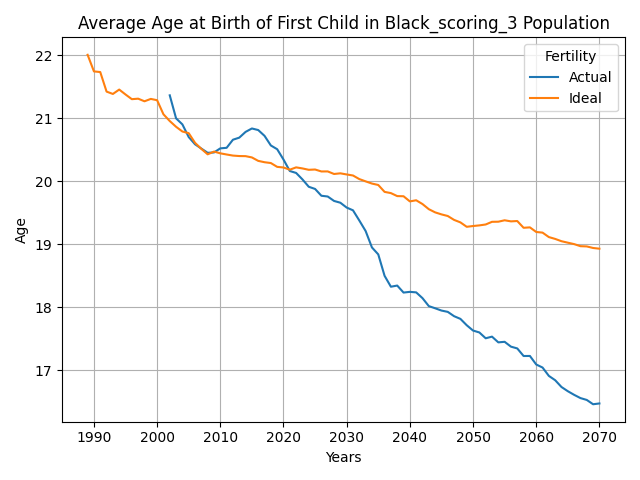 Average Age at Birth of First Child in Black_scoring_3 Population
Fertility
Actual
Ideal
22
21
20
19
18
17
Age
1990 2000 2010 2020 2030 2040 2050 2060 2070
Years